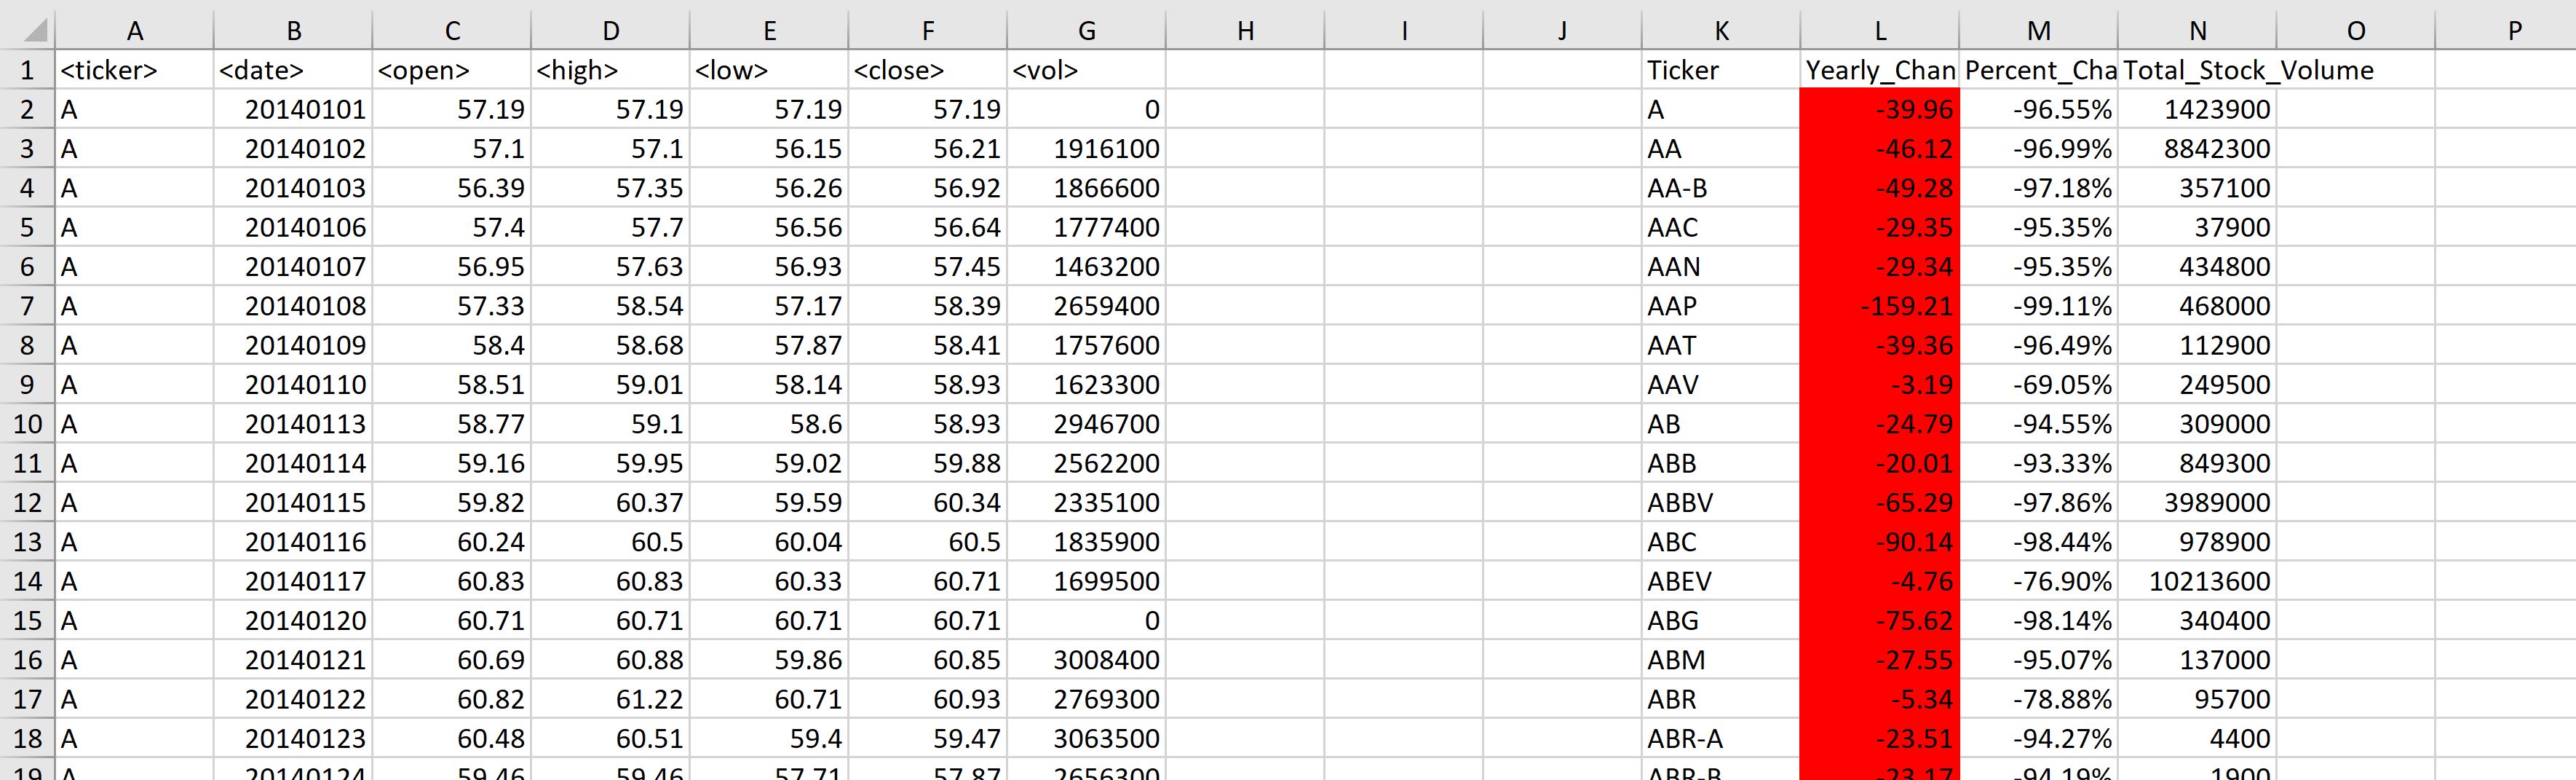 A B C D E F G H I J K L M N O P
1 <ticker> <date> <open> <high> <low> <close> <vol> Ticker Yearly_Chan Percent_Cha Total_Stock_Volume
2 A 20140101 57.19 57.19 57.19 57.19 0 A -39.96 -96.55% 1423900
3 A 20140102 57.1 57.1 56.15 56.21 1916100 AA -46.12 -96.99% 8842300
4 A 20140103 56.39 57.35 56.26 56.92 1866600 AA-B -49.28 -97.18% 357100
5 A 20140106 57.4 57.7 56.56 56.64 1777400 AAC -29.35 -95.35% 37900
6 A 20140107 56.95 57.63 56.93 57.45 1463200 AAN -29.34 -95.35% 434800
7 A 20140108 57.33 58.54 57.17 58.39 2659400 AAP -159.21 -99.11% 468000
8 A 20140109 58.4 58.68 57.87 58.41 1757600 AAT -39.36 -96.49% 112900
9 A 20140110 58.51 59.01 58.14 58.93 1623300 AAV -3.19 -69.05% 249500
10 A 20140113 58.77 59.1 58.6 58.93 2946700 AB -24.79 -94.55% 309000
11 A 20140114 59.16 59.95 59.02 59.88 2562200 ABB -20.01 -93.33% 849300
12 A 20140115 59.82 60.37 59.59 60.34 2335100 ABBV -65.29 -97.86% 3989000
13 A 20140116 60.24 60.5 60.04 60.5 1835900 ABC -90.14 -98.44% 978900
14 A 20140117 60.83 60.83 60.33 60.71 1699500 ABEV -4.76 -76.90% 10213600
15 A 20140120 60.71 60.71 60.71 60.71 0 ABG -75.62 -98.14% 340400
16 A 20140121 60.69 60.88 59.86 60.85 3008400 ABM -27.55 -95.07% 137000
17 A 20140122 60.82 61.22 60.71 60.93 2769300 ABR -5.34 -78.88% 95700
18 A 20140123 60.48 60.51 59.4 59.47 3063500 ABR-A -23.51 -94.27% 4400
19 A 20140124 59.46 59.46 57.71 57.87 2656300 ABR-B -23.17 -94.19% 1900